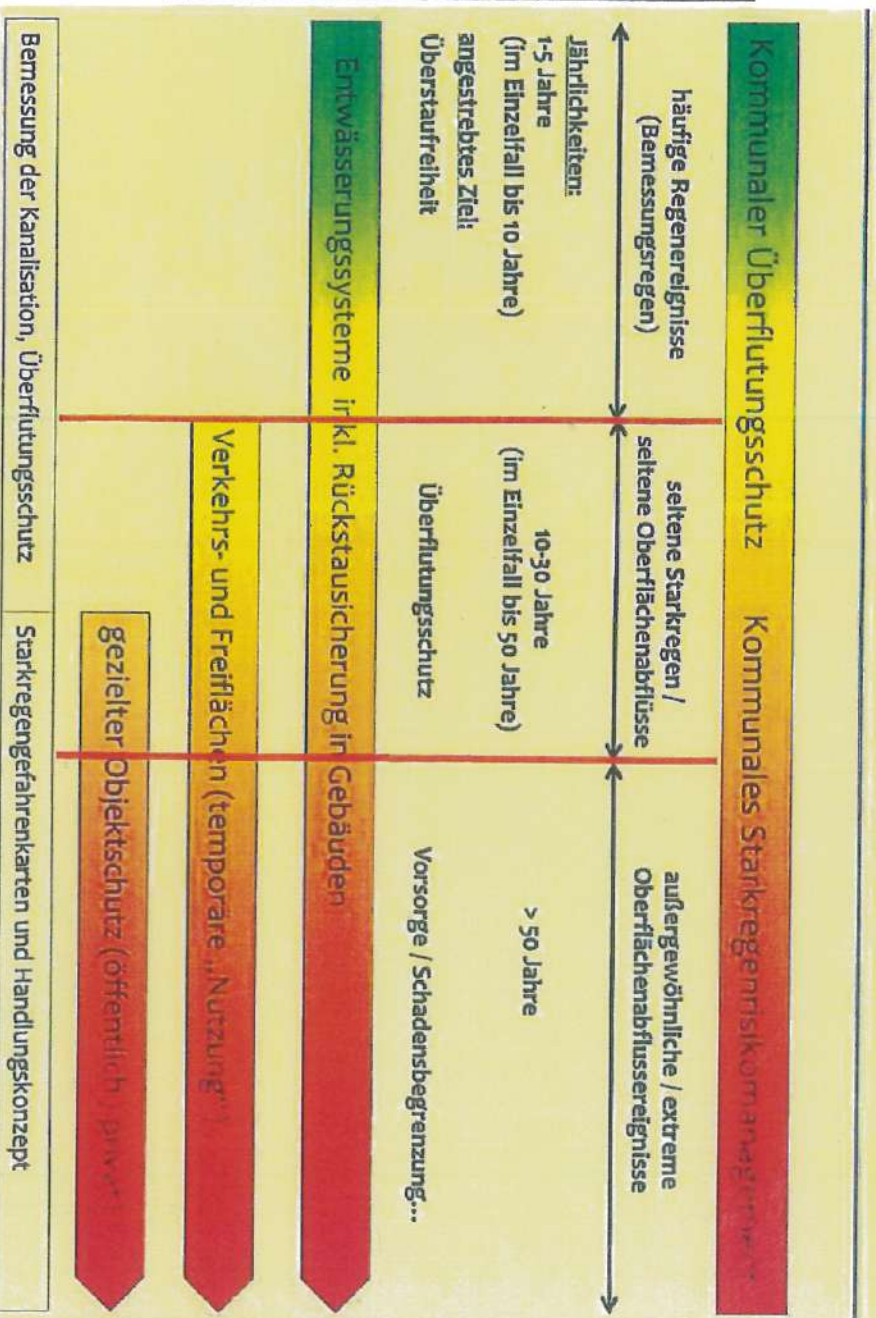 Kommunaler Überflutungsschutz Kommunales Starkregenrisikomanagement
häufige Regenereignisse
(Bemessungsregen)
seltene Starkregen /
seltene Oberflächenabflüsse
außergewöhnliche / extreme
Oberflächenabflussereignisse
Jährlichkeiten:
1-5 Jahre
(im Einzelfall bis 10 Jahre)
10-30 Jahre
(im Einzelfall bis 50 Jahre)
> 50 Jahre
angestrebtes Ziel:
Überstaufreiheit
Überflutungsschutz
Vorsorge / Schadensbegrenzung...
Entwässerungssysteme inkl. Rückstausicherung in Gebäuden
Verkehrs- und Freiflächen (temporäre „Nutzung“)
gezielter Objektschutz (öffentlich, privat)
Bemessung der Kanalisation, Überflutungsschutz
Starkregengefahrenkarten und Handlungskonzept